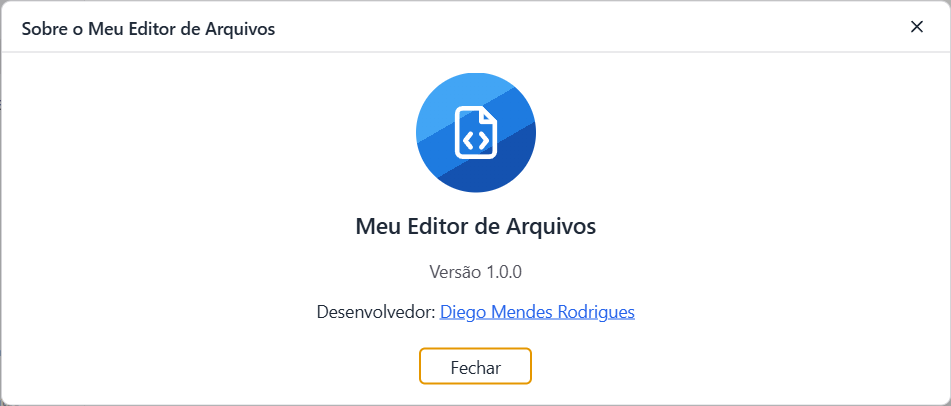 Sobre o Meu Editor de Arquivos
Meu Editor de Arquivos
Versão 1.0.0
Desenvolvedor: Diego Mendes Rodrigues
Fechar